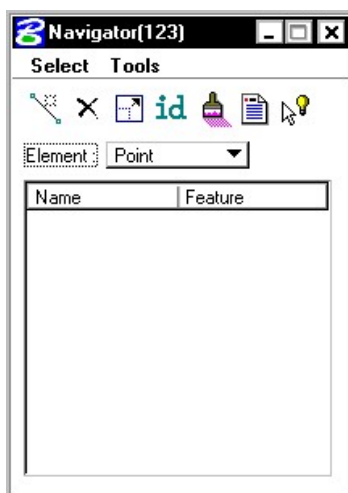 Navigator(123)
Select Tools
id
Element : Point
Name Feature